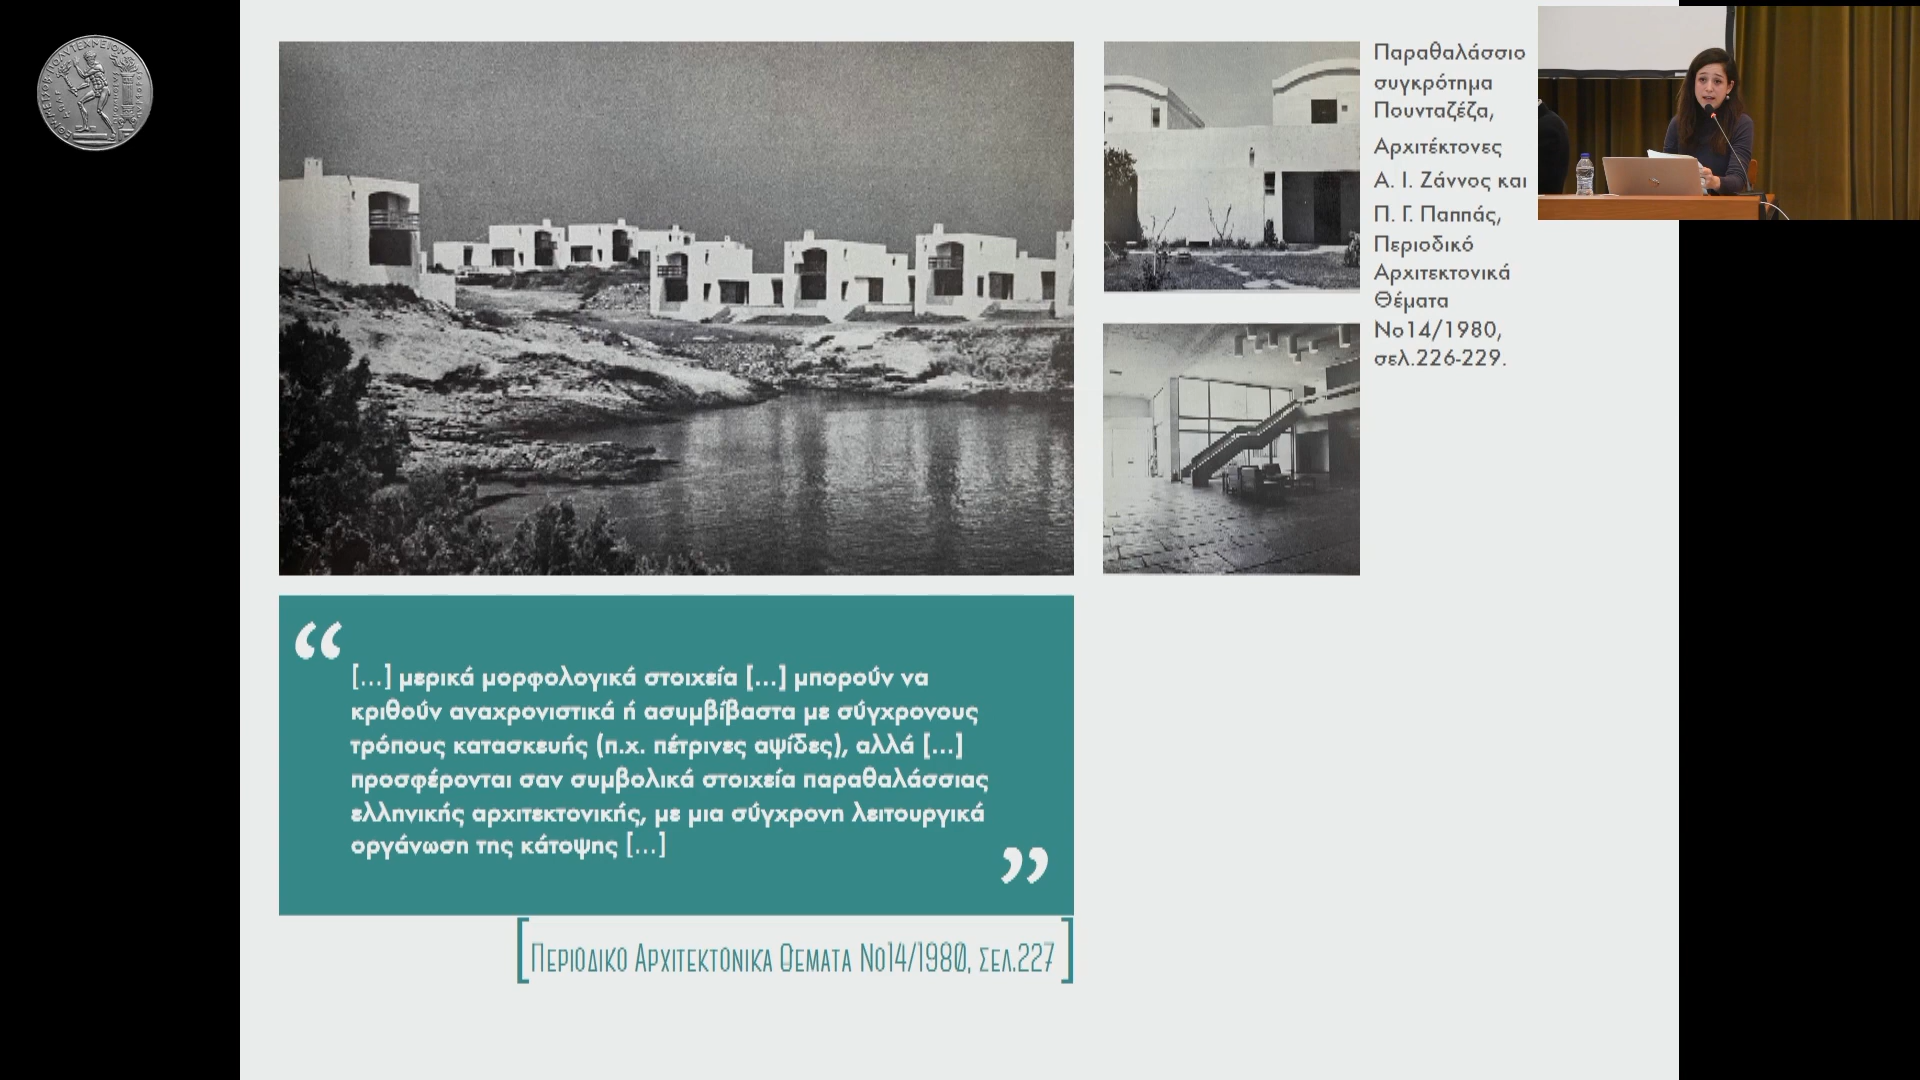 Παραθαλάσσιο
συγκρότημα
Πουνταζέζα,
Αρχιτέκτονες
Α. Ι. Ζάννος και
Π. Γ. Παππάς,
Περιοδικό
Αρχιτεκτονικά
Θέματα
Νο14/1980,
σελ.226-229.
“
[...] μερικά μορφολογικά στοιχεία [...] μπορούν να
κριθούν αναχρονιστικά ή ασυμβίβαστα με σύγχρονους
τρόπους κατασκευής (π.χ. πέτρινες αψίδες), αλλά [...]
προσφέρονται σαν συμβολικά στοιχεία παραθαλάσσιας
ελληνικής αρχιτεκτονικής, με μια σύγχρονη λειτουργικά
οργάνωση της κάτοψης [...]
”
[Περιοδικο Αρχιτεκτονικα Θεματα Νο14/1980, Σελ.227]